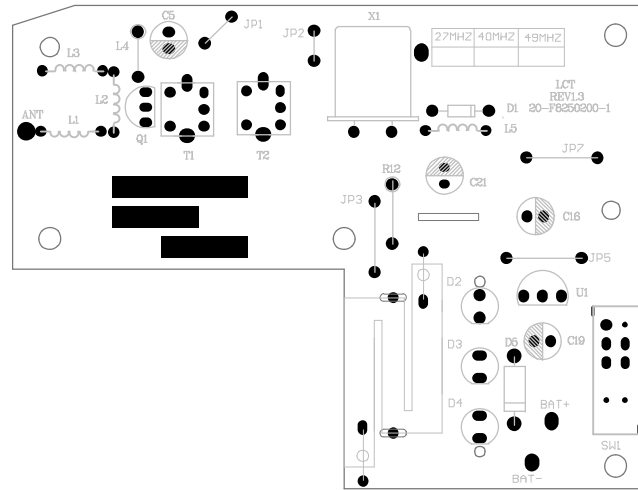 C5
JP1
X1
L4
JP2
27MHZ 40MHZ 49MHZ
L3
LCT
REV1.3
20-F8250200-1
L2
D1
ANT
L1
L5
Q1
T1
T2
JP7
R12
C21
JP3
C16
JP5
D2
U1
D3
D5
C19
D4
BAT+
SW1
BAT-